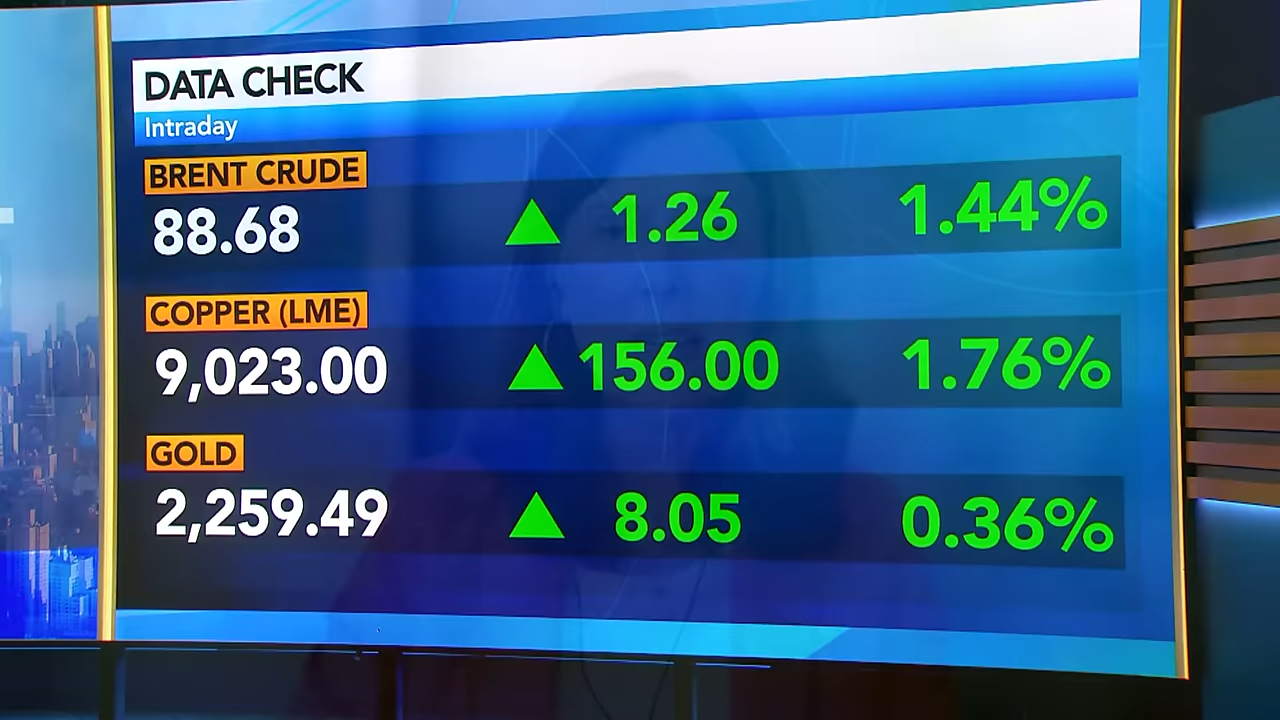 DATA CHECK
Intraday
BRENT CRUDE
88.68 ▲ 1.26 1.44%
COPPER (LME)
9,023.00 ▲ 156.00 1.76%
GOLD
2,259.49 ▲ 8.05 0.36%